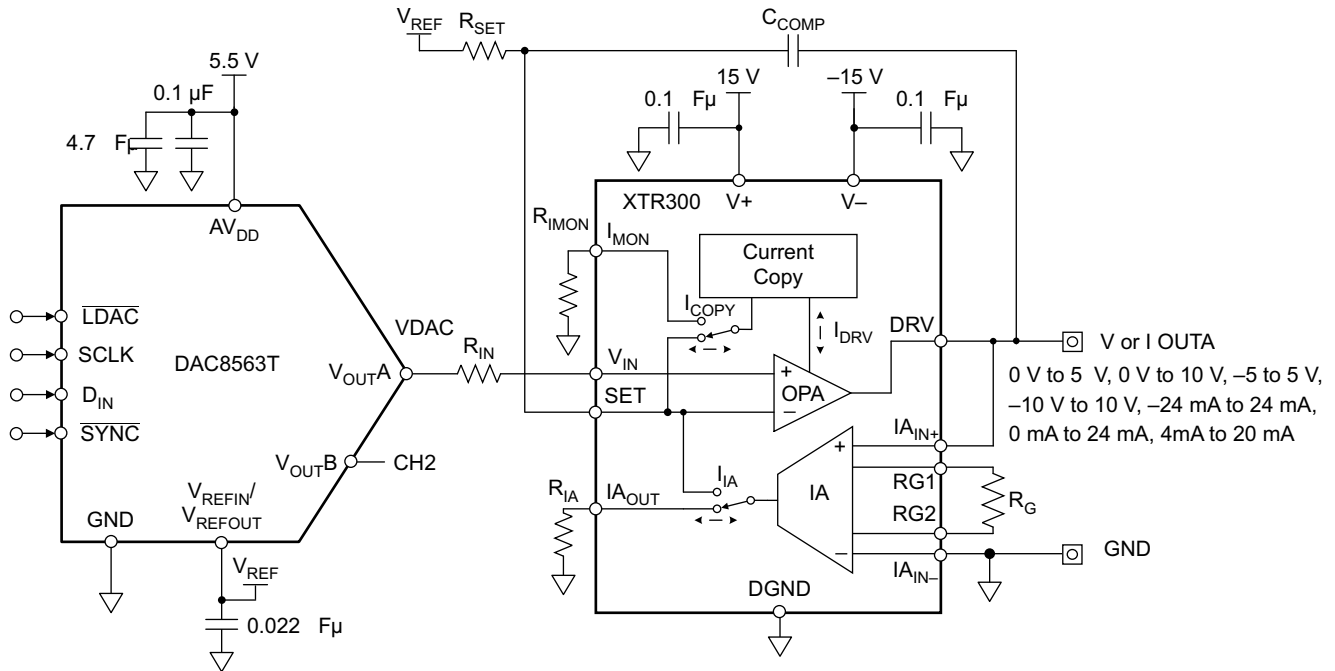 V_REF
R_SET
C_COMP
5.5 V
0.1 µF
4.7 Fµ
15 V
–15 V
0.1 Fµ
0.1 Fµ
XTR300
V+
V–
AV_DD
R_IMON
I_MON
Current
Copy
I_COPY
I_DRV
DRV
LDAC
SCLK
D_IN
SYNC
DAC8563T
VDAC
V_OUTA
R_IN
V_IN
SET
+
–
OPA
V or I OUTA
0 V to 5 V, 0 V to 10 V, –5 to 5 V,
–10 V to 10 V, –24 mA to 24 mA,
0 mA to 24 mA, 4mA to 20 mA
V_OUTB
CH2
I_IA
R_IA
IA_OUT
+
IA
–
IA_IN+
RG1
RG2
R_G
IA_IN–
GND
GND
V_REFIN/
V_REFOUT
V_REF
0.022 Fµ
DGND